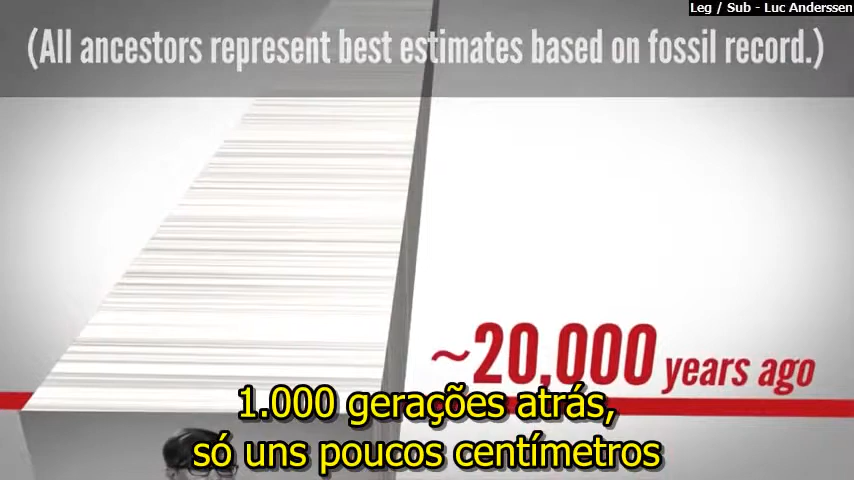 Leg / Sub - Luc Anderssen
(All ancestors represent best estimates based on fossil record.)
~20,000 years ago
1.000 gerações atrás,
só uns poucos centímetros